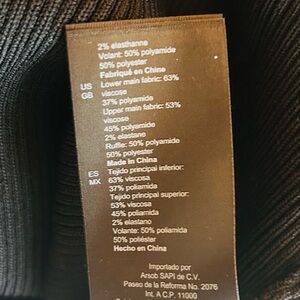 2% elasthanne
Volant: 50% polyamide
50% polyester
Fabriqué en Chine
US Lower main fabric: 63%
GB viscose
37% polyamide
Upper main fabric: 53%
viscose
45% polyamide
2% elastane
Ruffle: 50% polyamide
50% polyester
Made in China
ES Tejido principal inferior:
MX 63% viscosa
37% poliamida
Tejido principal superior:
53% viscosa
45% poliamida
2% elastano
Volante: 50% poliamida
50% poliéster
Hecho en China
Importado por
Arsob SAPI de C.V.
Paseo de la Reforma No. 2076
Int. A C.P. 11000